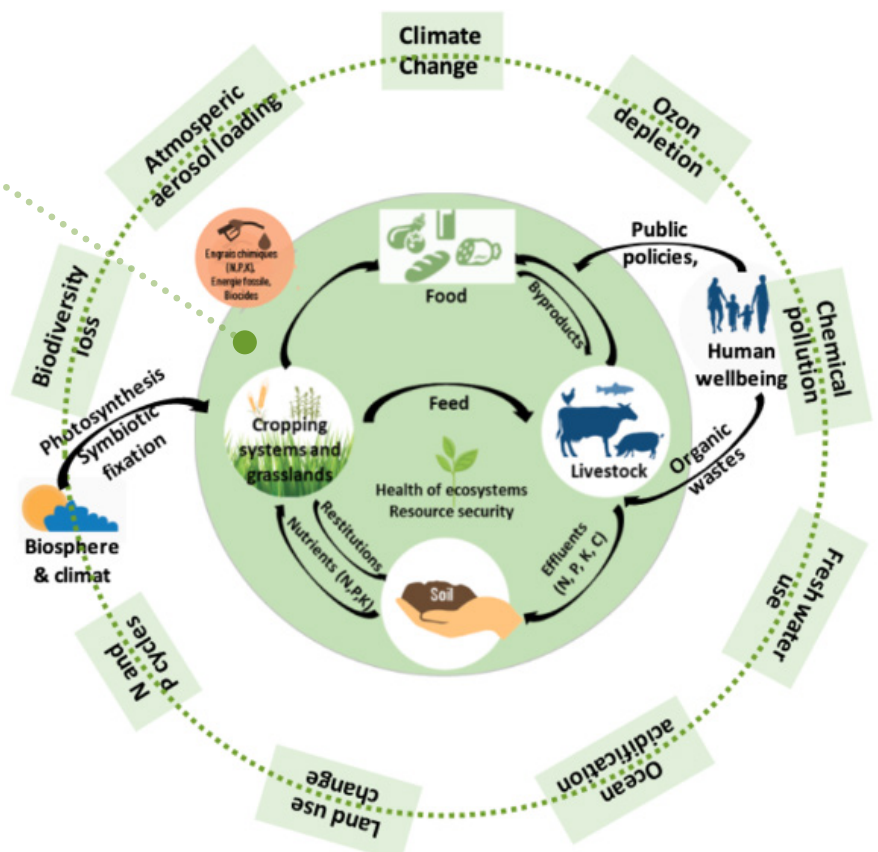 Climate
Change
Ozon
depletion
Atmosperic
aerosol loading
Public
policies,
Engrais chimiques
(N,P,K),
Energie fossile,
Biocides
Food
Byproducts
Biodiversity
loss
Chemical
pollution
Human
wellbeing
Photosynthesis
Symbiotic
fixation
Feed
Cropping
systems and
grasslands
Livestock
Organic
wastes
Health of ecosystems
Resource security
Biosphere
& climat
Restitutions
Nutrients (N,P,K)
Effluents
(N, P, K, C)
Soil
Fresh water
use
N and
P cycles
Ocean
acidification
Land use
change